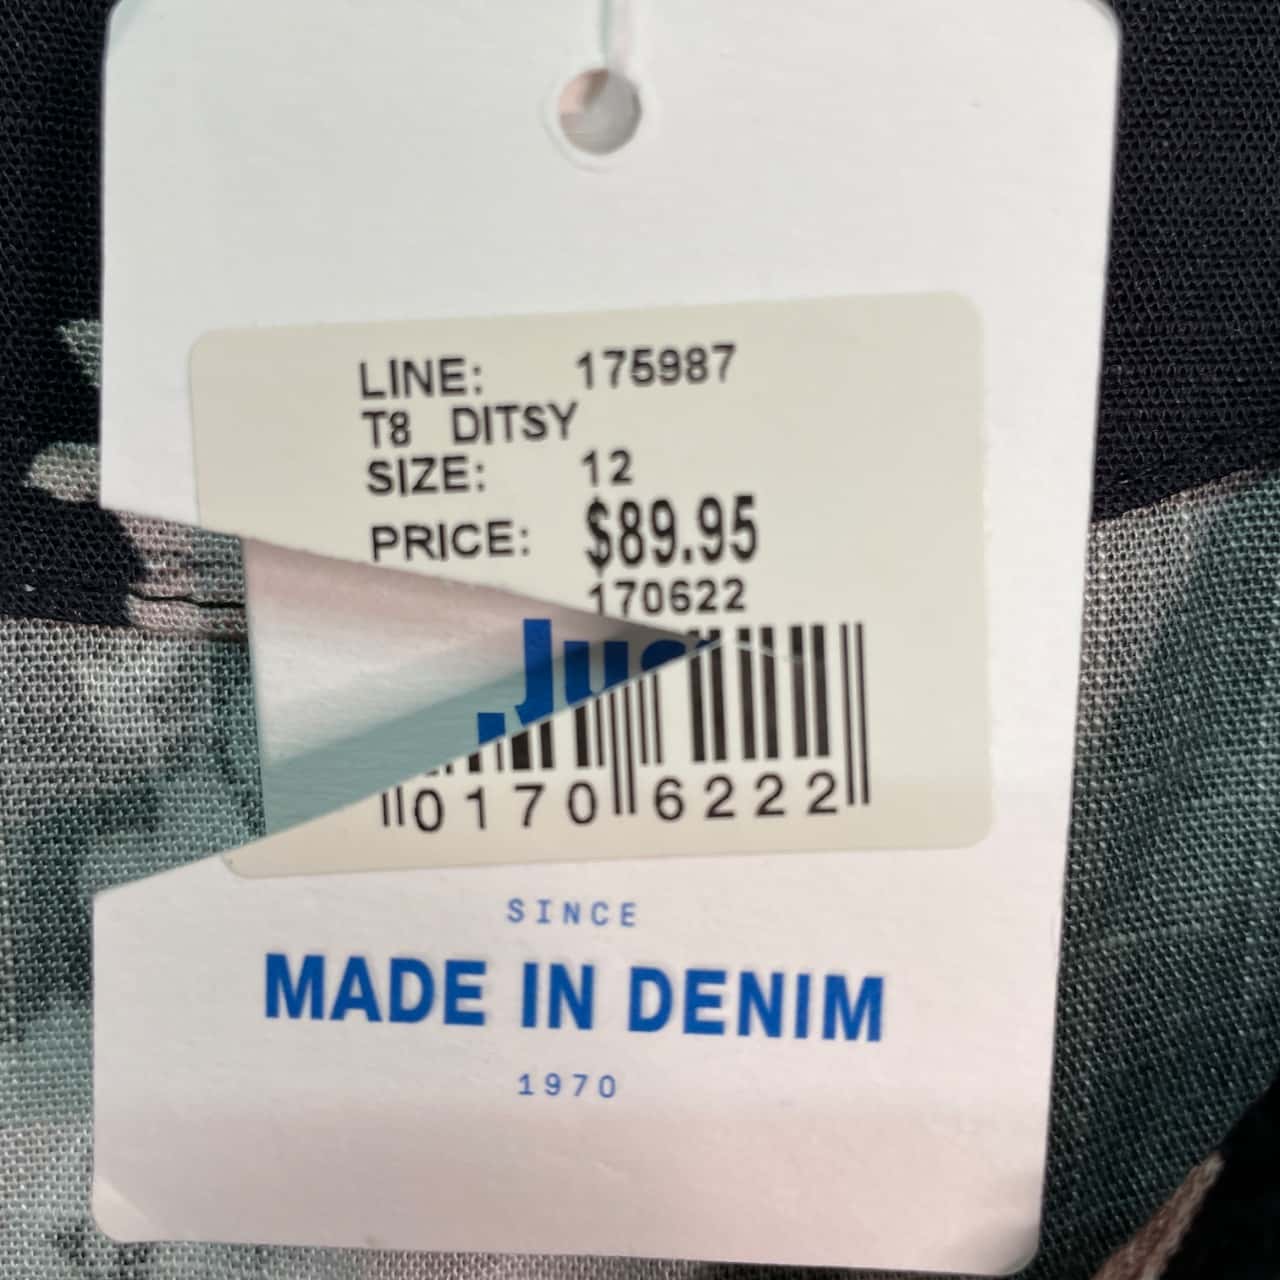 LINE: 175987
T8 DITSY
SIZE: 12
PRICE: $89.95
170622
0170 6222
SINCE
MADE IN DENIM
1970